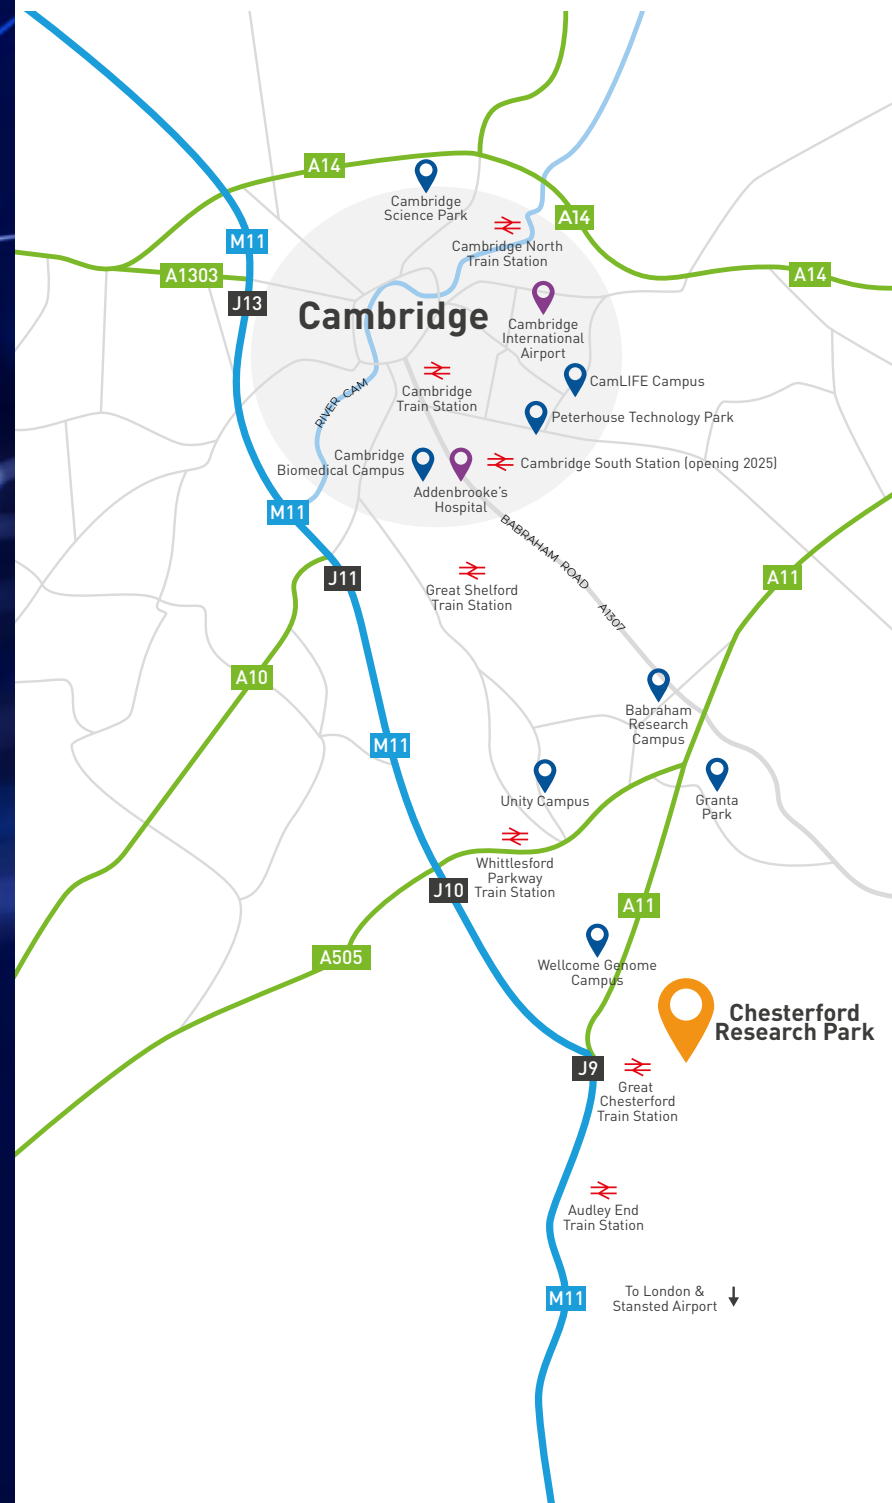 A14
Cambridge
Science Park
A14
M11
Cambridge North
Train Station
A1303
A14
J13
Cambridge
Cambridge
International
Airport
CamLIFE Campus
RIVER CAM
Cambridge
Train Station
Peterhouse Technology Park
Cambridge
Biomedical Campus
Cambridge South Station (opening 2025)
Addenbrooke's
Hospital
M11
BABRAHAM ROAD A1307
J11
A11
Great Shelford
Train Station
A10
Babraham
Research
Campus
M11
Unity Campus
Granta
Park
Whittlesford
Parkway
Train Station
J10
A11
A505
Wellcome Genome
Campus
Chesterford
Research Park
J9
Great
Chesterford
Train Station
Audley End
Train Station
M11
To London &
Stansted Airport